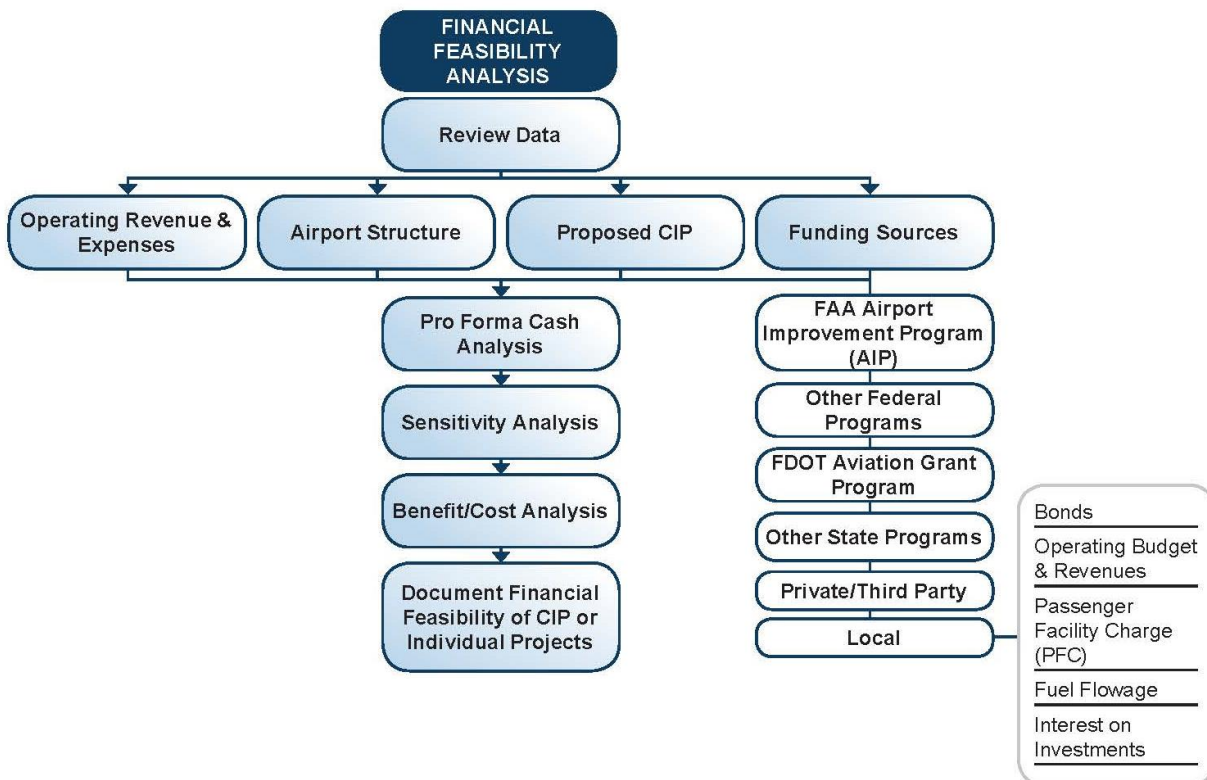 FINANCIAL
FEASIBILITY
ANALYSIS
Review Data
Operating Revenue &
Expenses
Airport Structure
Proposed CIP
Funding Sources
Pro Forma Cash
Analysis
Sensitivity Analysis
Benefit/Cost Analysis
Document Financial
Feasibility of CIP or
Individual Projects
FAA Airport
Improvement Program
(AIP)
Other Federal
Programs
FDOT Aviation Grant
Program
Other State Programs
Private/Third Party
Local
Bonds
Operating Budget
& Revenues
Passenger
Facility Charge
(PFC)
Fuel Flowage
Interest on
Investments